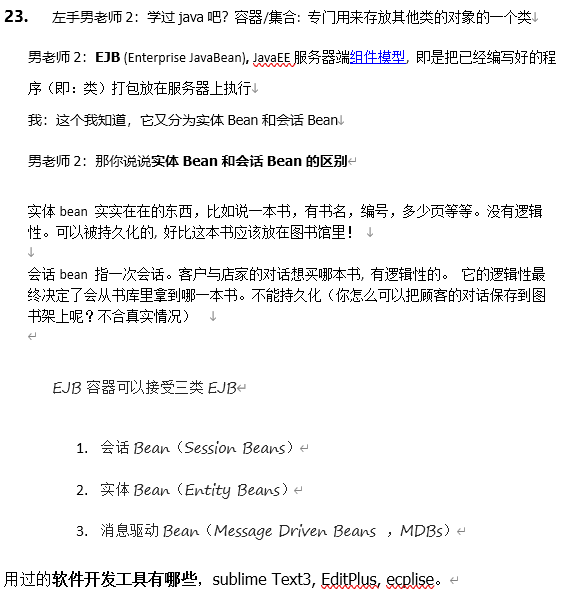 23. 左手男老师 2：学过 java 吧？容器/集合: 专门用来存放其他类的对象的一个类
男老师 2：EJB (Enterprise JavaBean), JavaEE 服务器端组件模型, 即是把已经编写好的程
序（即：类）打包放在服务器上执行
我：这个我知道，它又分为实体 Bean 和会话 Bean
男老师 2：那你说说实体 Bean 和会话 Bean 的区别
实体 bean 实实在在的东西，比如说一本书，有书名，编号，多少页等等。没有逻辑
性。可以被持久化的, 好比这本书应该放在图书馆里！
会话 bean 指一次会话。客户与店家的对话想买哪本书, 有逻辑性的。 它的逻辑性最
终决定了会从书库里拿到哪一本书。不能持久化（你怎么可以把顾客的对话保存到图
书架上呢？不合真实情况）
EJB 容器可以接受三类 EJB
1. 会话 Bean（Session Beans）
2. 实体 Bean（Entity Beans）
3. 消息驱动 Bean（Message Driven Beans ，MDBs）
用过的软件开发工具有哪些，sublime Text3, EditPlus, ecplise。